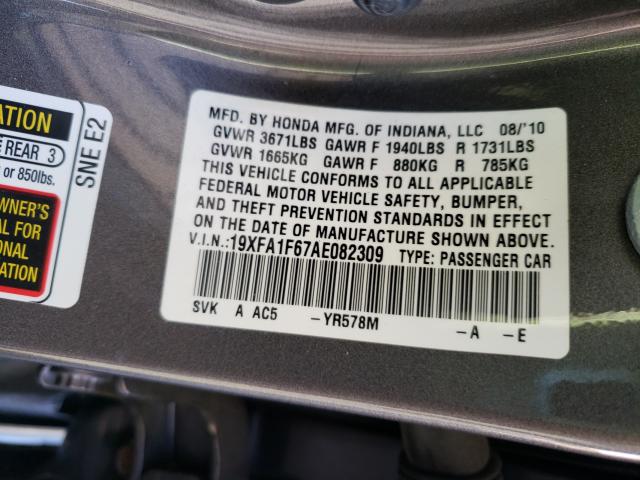 ATION
REAR 3
or 850lbs.
WNER'S
AL FOR
ONAL
ATION
SNE E2
MFD. BY HONDA MFG. OF INDIANA, LLC 08/'10
GVWR 3671LBS GAWR F 1940LBS R 1731LBS
GVWR 1665KG GAWR F 880KG R 785KG
THIS VEHICLE CONFORMS TO ALL APPLICABLE
FEDERAL MOTOR VEHICLE SAFETY, BUMPER,
AND THEFT PREVENTION STANDARDS IN EFFECT
ON THE DATE OF MANUFACTURE SHOWN ABOVE.
V.I.N.:19XFA1F67AE082309 TYPE: PASSENGER CAR
SVK A AC5 -YR578M -A -E